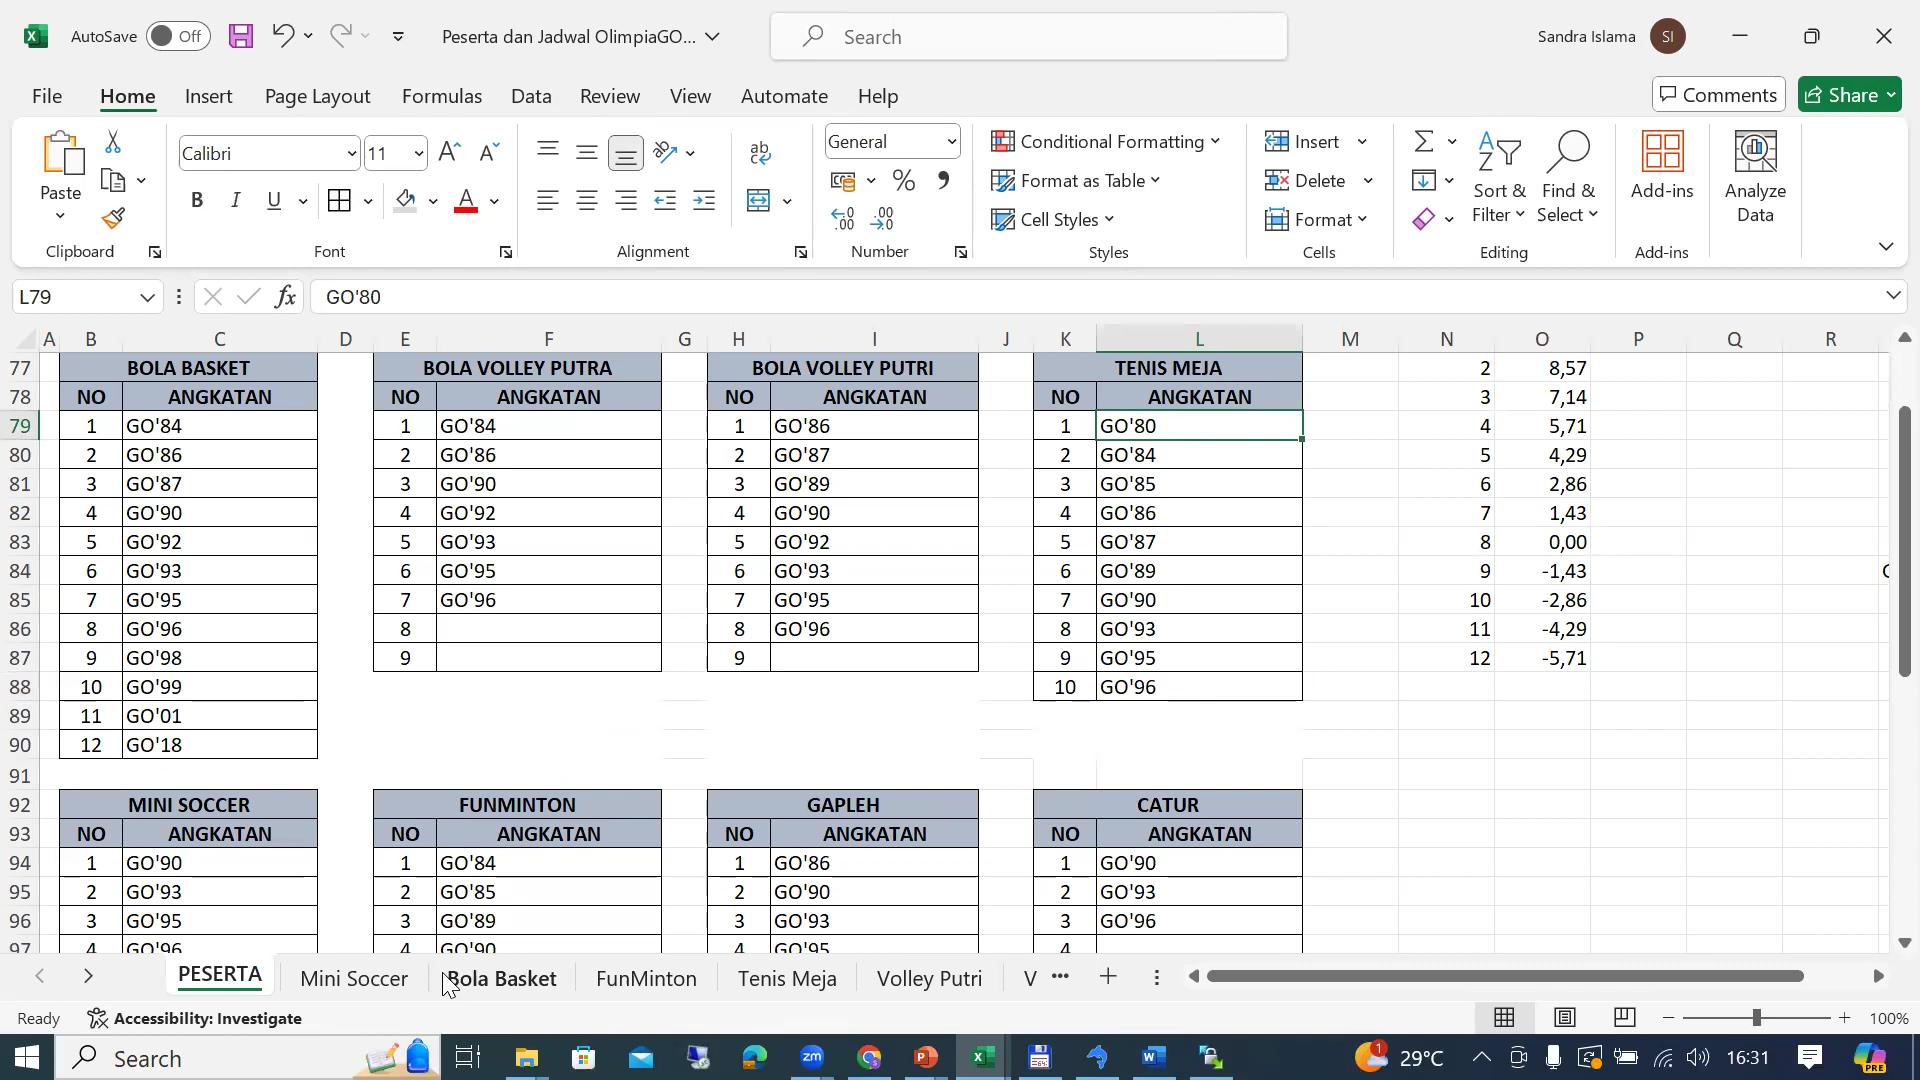 AutoSave Off Peserta dan Jadwal OlimpiaGO... Search Sandra Islama SI
File Home Insert Page Layout Formulas Data Review View Automate Help Comments Share
Paste Calibri 11 General Conditional Formatting Format as Table Cell Styles Insert Delete Format Sort & Filter Find & Select Add-ins Analyze Data
Clipboard Font Alignment Number Styles Cells Editing Add-ins
L79 fx GO'80
A B C D E F G H I J K L M N O P Q R
77 BOLA BASKET BOLA VOLLEY PUTRA BOLA VOLLEY PUTRI TENIS MEJA 2 8,57
78 NO ANGKATAN NO ANGKATAN NO ANGKATAN NO ANGKATAN 3 7,14
79 1 GO'84 1 GO'84 1 GO'86 1 GO'80 4 5,71
80 2 GO'86 2 GO'86 2 GO'87 2 GO'84 5 4,29
81 3 GO'87 3 GO'90 3 GO'89 3 GO'85 6 2,86
82 4 GO'90 4 GO'92 4 GO'90 4 GO'86 7 1,43
83 5 GO'92 5 GO'93 5 GO'92 5 GO'87 8 0,00
84 6 GO'93 6 GO'95 6 GO'93 6 GO'89 9 -1,43
85 7 GO'95 7 GO'96 7 GO'95 7 GO'90 10 -2,86
86 8 GO'96 8 8 GO'96 8 GO'93 11 -4,29
87 9 GO'98 9 9 9 GO'95 12 -5,71
88 10 GO'99 10 GO'96
89 11 GO'01
90 12 GO'18
91
92 MINI SOCCER FUNMINTON GAPLEH CATUR
93 NO ANGKATAN NO ANGKATAN NO ANGKATAN NO ANGKATAN
94 1 GO'90 1 GO'84 1 GO'86 1 GO'90
95 2 GO'93 2 GO'85 2 GO'90 2 GO'93
96 3 GO'95 3 GO'89 3 GO'93 3 GO'96
97 4 GO'96 4 GO'90 4 GO'95 4
PESERTA Mini Soccer Bola Basket FunMinton Tenis Meja Volley Putri V
Ready Accessibility: Investigate 100%
Search 29°C 16:31